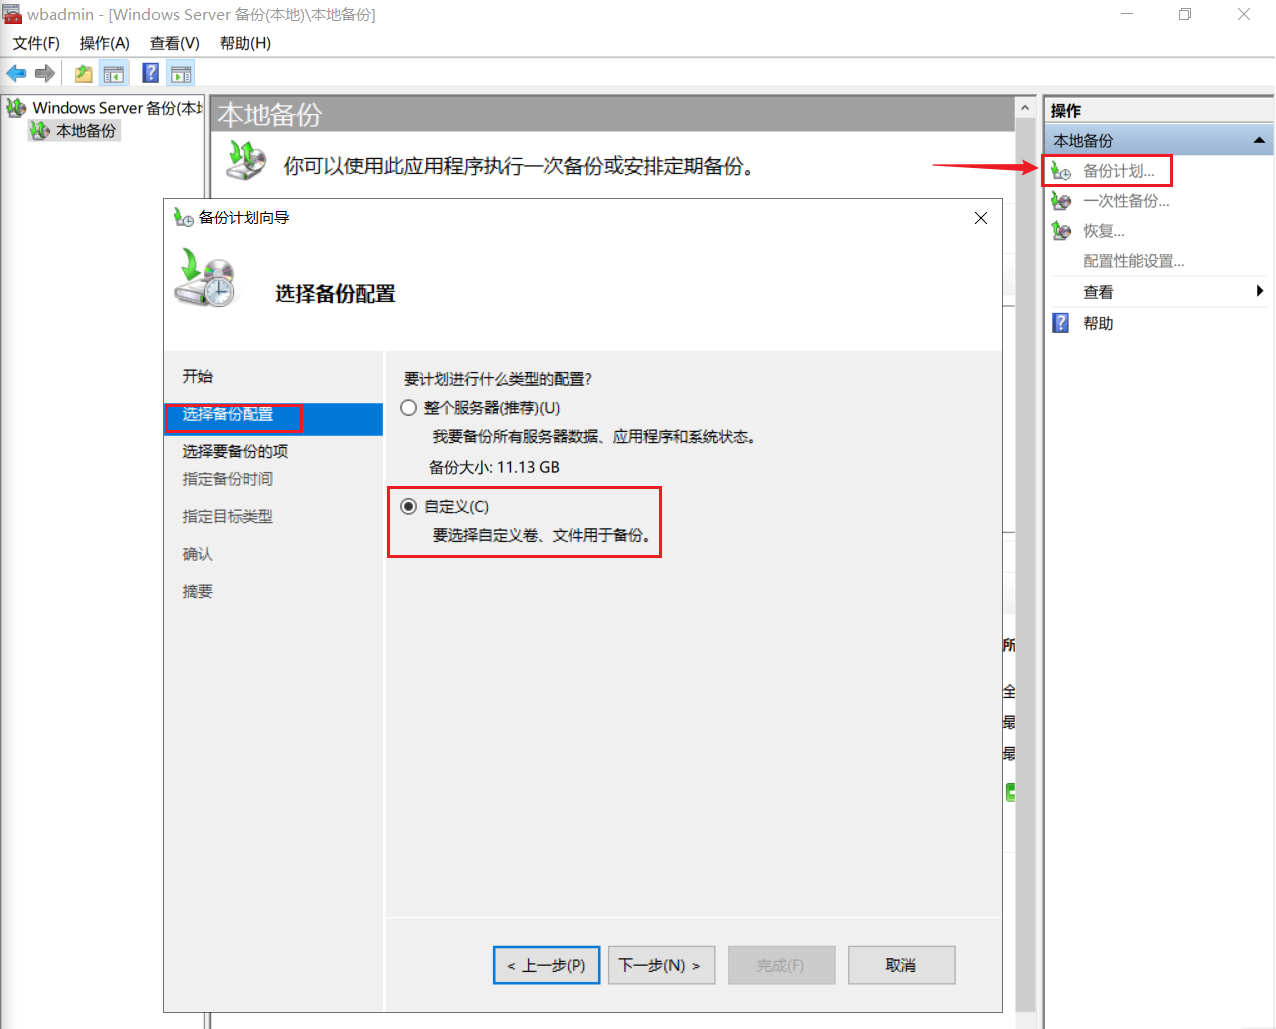 wbadmin - [Windows Server 备份(本地)\本地备份]
文件(F) 操作(A) 查看(V) 帮助(H)
Windows Server 备份(本地
本地备份
本地备份
你可以使用此应用程序执行一次备份或安排定期备份。
备份计划向导
选择备份配置
开始
选择备份配置
选择要备份的项
指定备份时间
指定目标类型
确认
摘要
要计划进行什么类型的配置?
整个服务器(推荐)(U)
我要备份所有服务器数据、应用程序和系统状态。
备份大小: 11.13 GB
自定义(C)
要选择自定义卷、文件用于备份。
< 上一步(P)
下一步(N) >
完成(F)
取消
所
全
最
最
操作
本地备份
备份计划...
一次性备份...
恢复...
配置性能设置...
查看
帮助